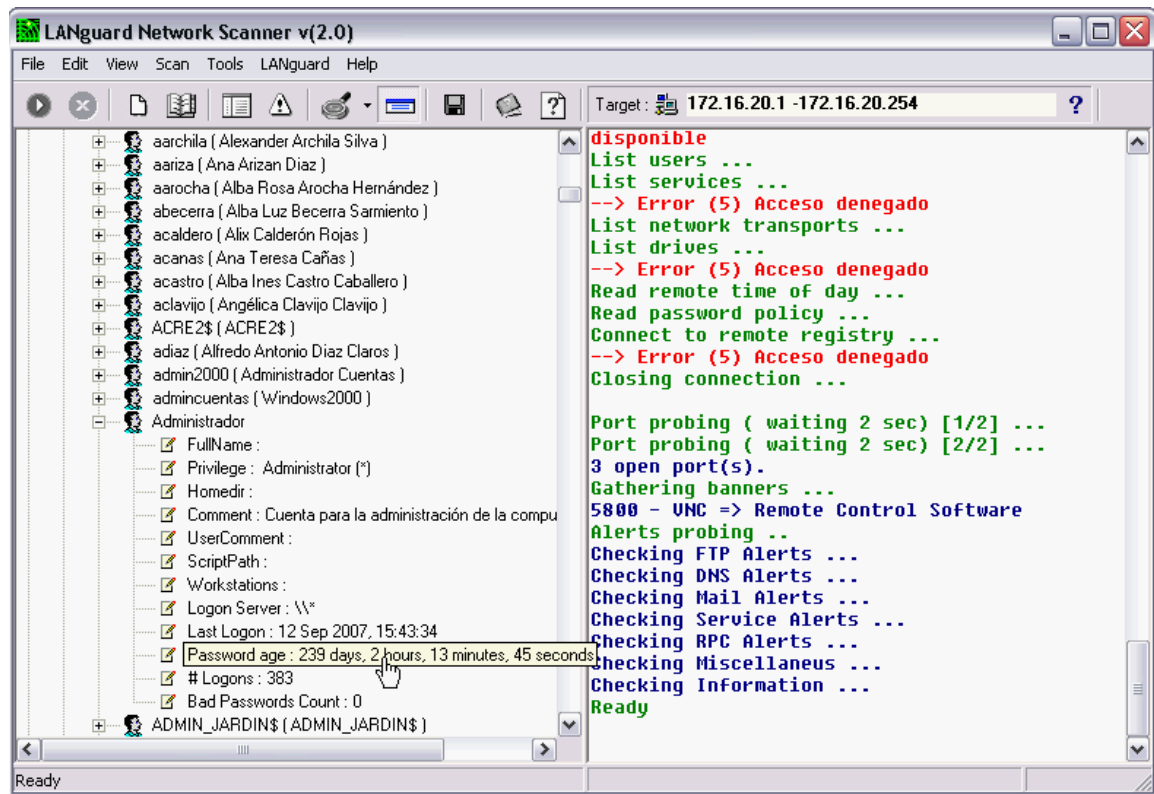 LANguard Network Scanner v(2.0)
File Edit View Scan Tools LANguard Help
Target : 172.16.20.1 -172.16.20.254 ?
aarchila ( Alexander Archila Silva )
aariza ( Ana Arizan Diaz )
aarocha ( Alba Rosa Arocha Hernández )
abecerra ( Alba Luz Becerra Sarmiento )
acaldero ( Alix Calderón Rojas )
acanas ( Ana Teresa Cañas )
acastro ( Alba Ines Castro Caballero )
aclavijo ( Angélica Clavijo Clavijo )
ACRE2$ ( ACRE2$ )
adiaz ( Alfredo Antonio Diaz Claros )
admin2000 ( Administrador Cuentas )
admincuentas ( Windows2000 )
Administrador
FullName :
Privilege : Administrator (*)
Homedir :
Comment : Cuenta para la administración de la compu
UserComment :
ScriptPath :
Workstations :
Logon Server : \\*
Last Logon : 12 Sep 2007, 15:43:34
Password age : 239 days, 2 hours, 13 minutes, 45 seconds
# Logons : 383
Bad Passwords Count : 0
ADMIN_JARDIN$ ( ADMIN_JARDIN$ )
disponible
List users ...
List services ...
--> Error (5) Acceso denegado
List network transports ...
List drives ...
--> Error (5) Acceso denegado
Read remote time of day ...
Read password policy ...
Connect to remote registry ...
--> Error (5) Acceso denegado
Closing connection ...
Port probing ( waiting 2 sec) [1/2] ...
Port probing ( waiting 2 sec) [2/2] ...
3 open port(s).
Gathering banners ...
5800 - VNC => Remote Control Software
Alerts probing ..
Checking FTP Alerts ...
Checking DNS Alerts ...
Checking Mail Alerts ...
Checking Service Alerts ...
Checking RPC Alerts ...
Checking Miscellaneus ...
Checking Information ...
Ready
Ready